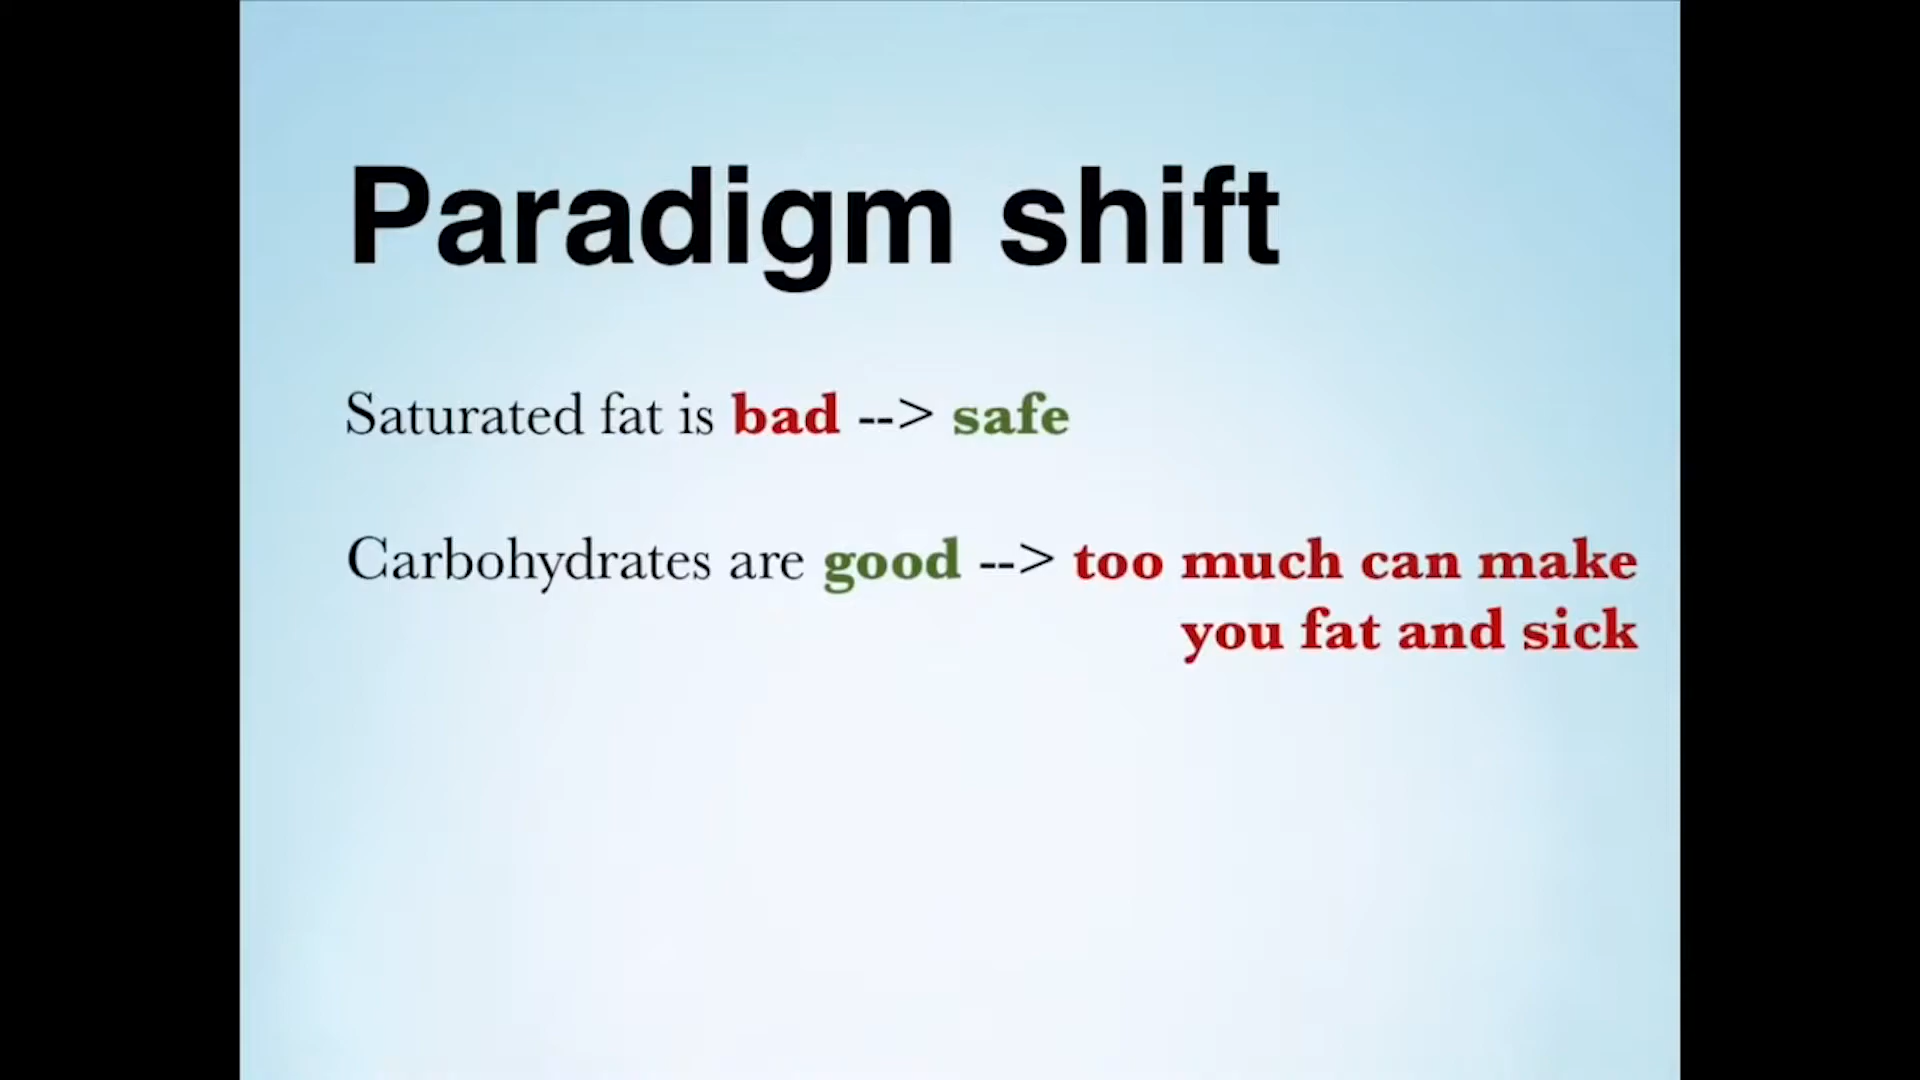 Paradigm shift
Saturated fat is bad --> safe
Carbohydrates are good --> too much can make
you fat and sick